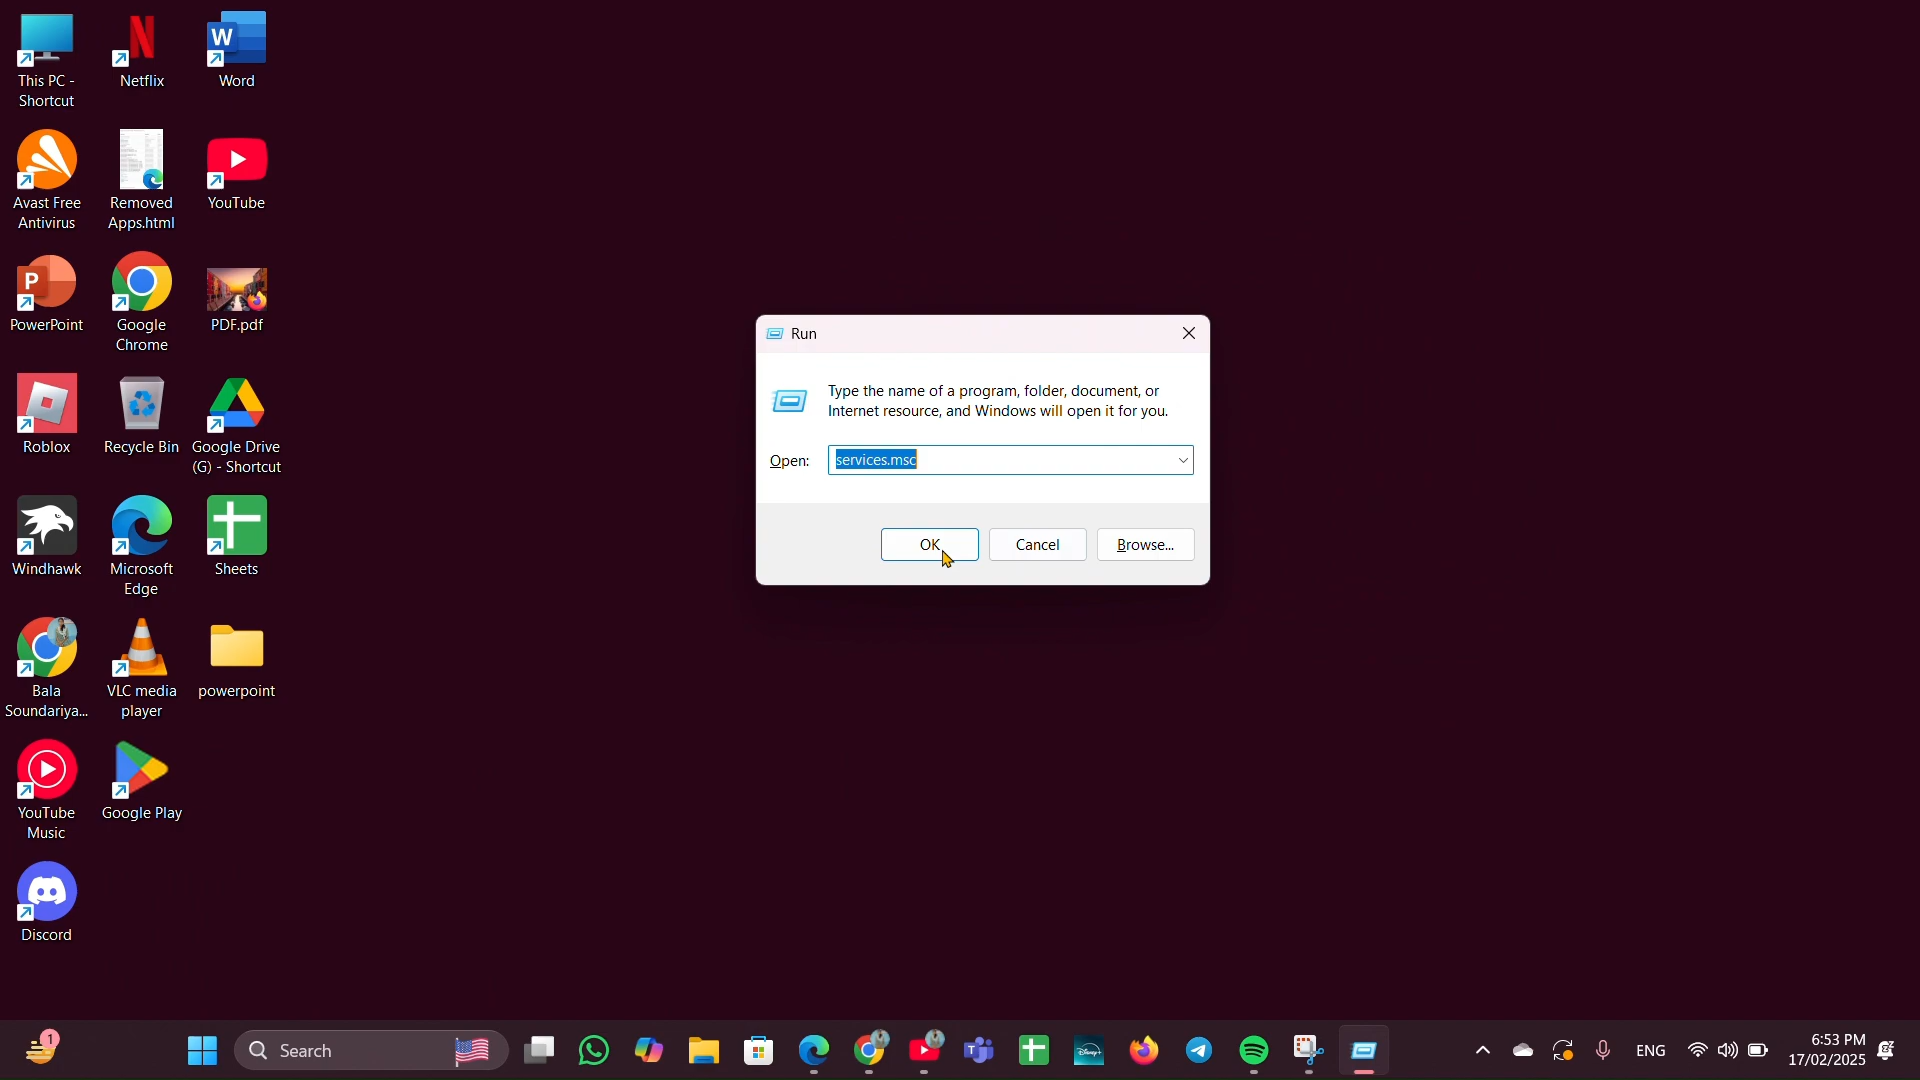 This PC -
Shortcut
Netflix
Word
Avast Free
Antivirus
Removed
Apps.html
YouTube
PowerPoint
Google
Chrome
PDF.pdf
Roblox
Recycle Bin
Google Drive
(G) - Shortcut
Windhawk
Microsoft
Edge
Sheets
Bala
Soundariya...
VLC media
player
powerpoint
YouTube
Music
Google Play
Discord
Run
Type the name of a program, folder, document, or
Internet resource, and Windows will open it for you.
Open:
services.msc
OK
Cancel
Browse...
1
Search
Disney+
ENG
6:53 PM
17/02/2025